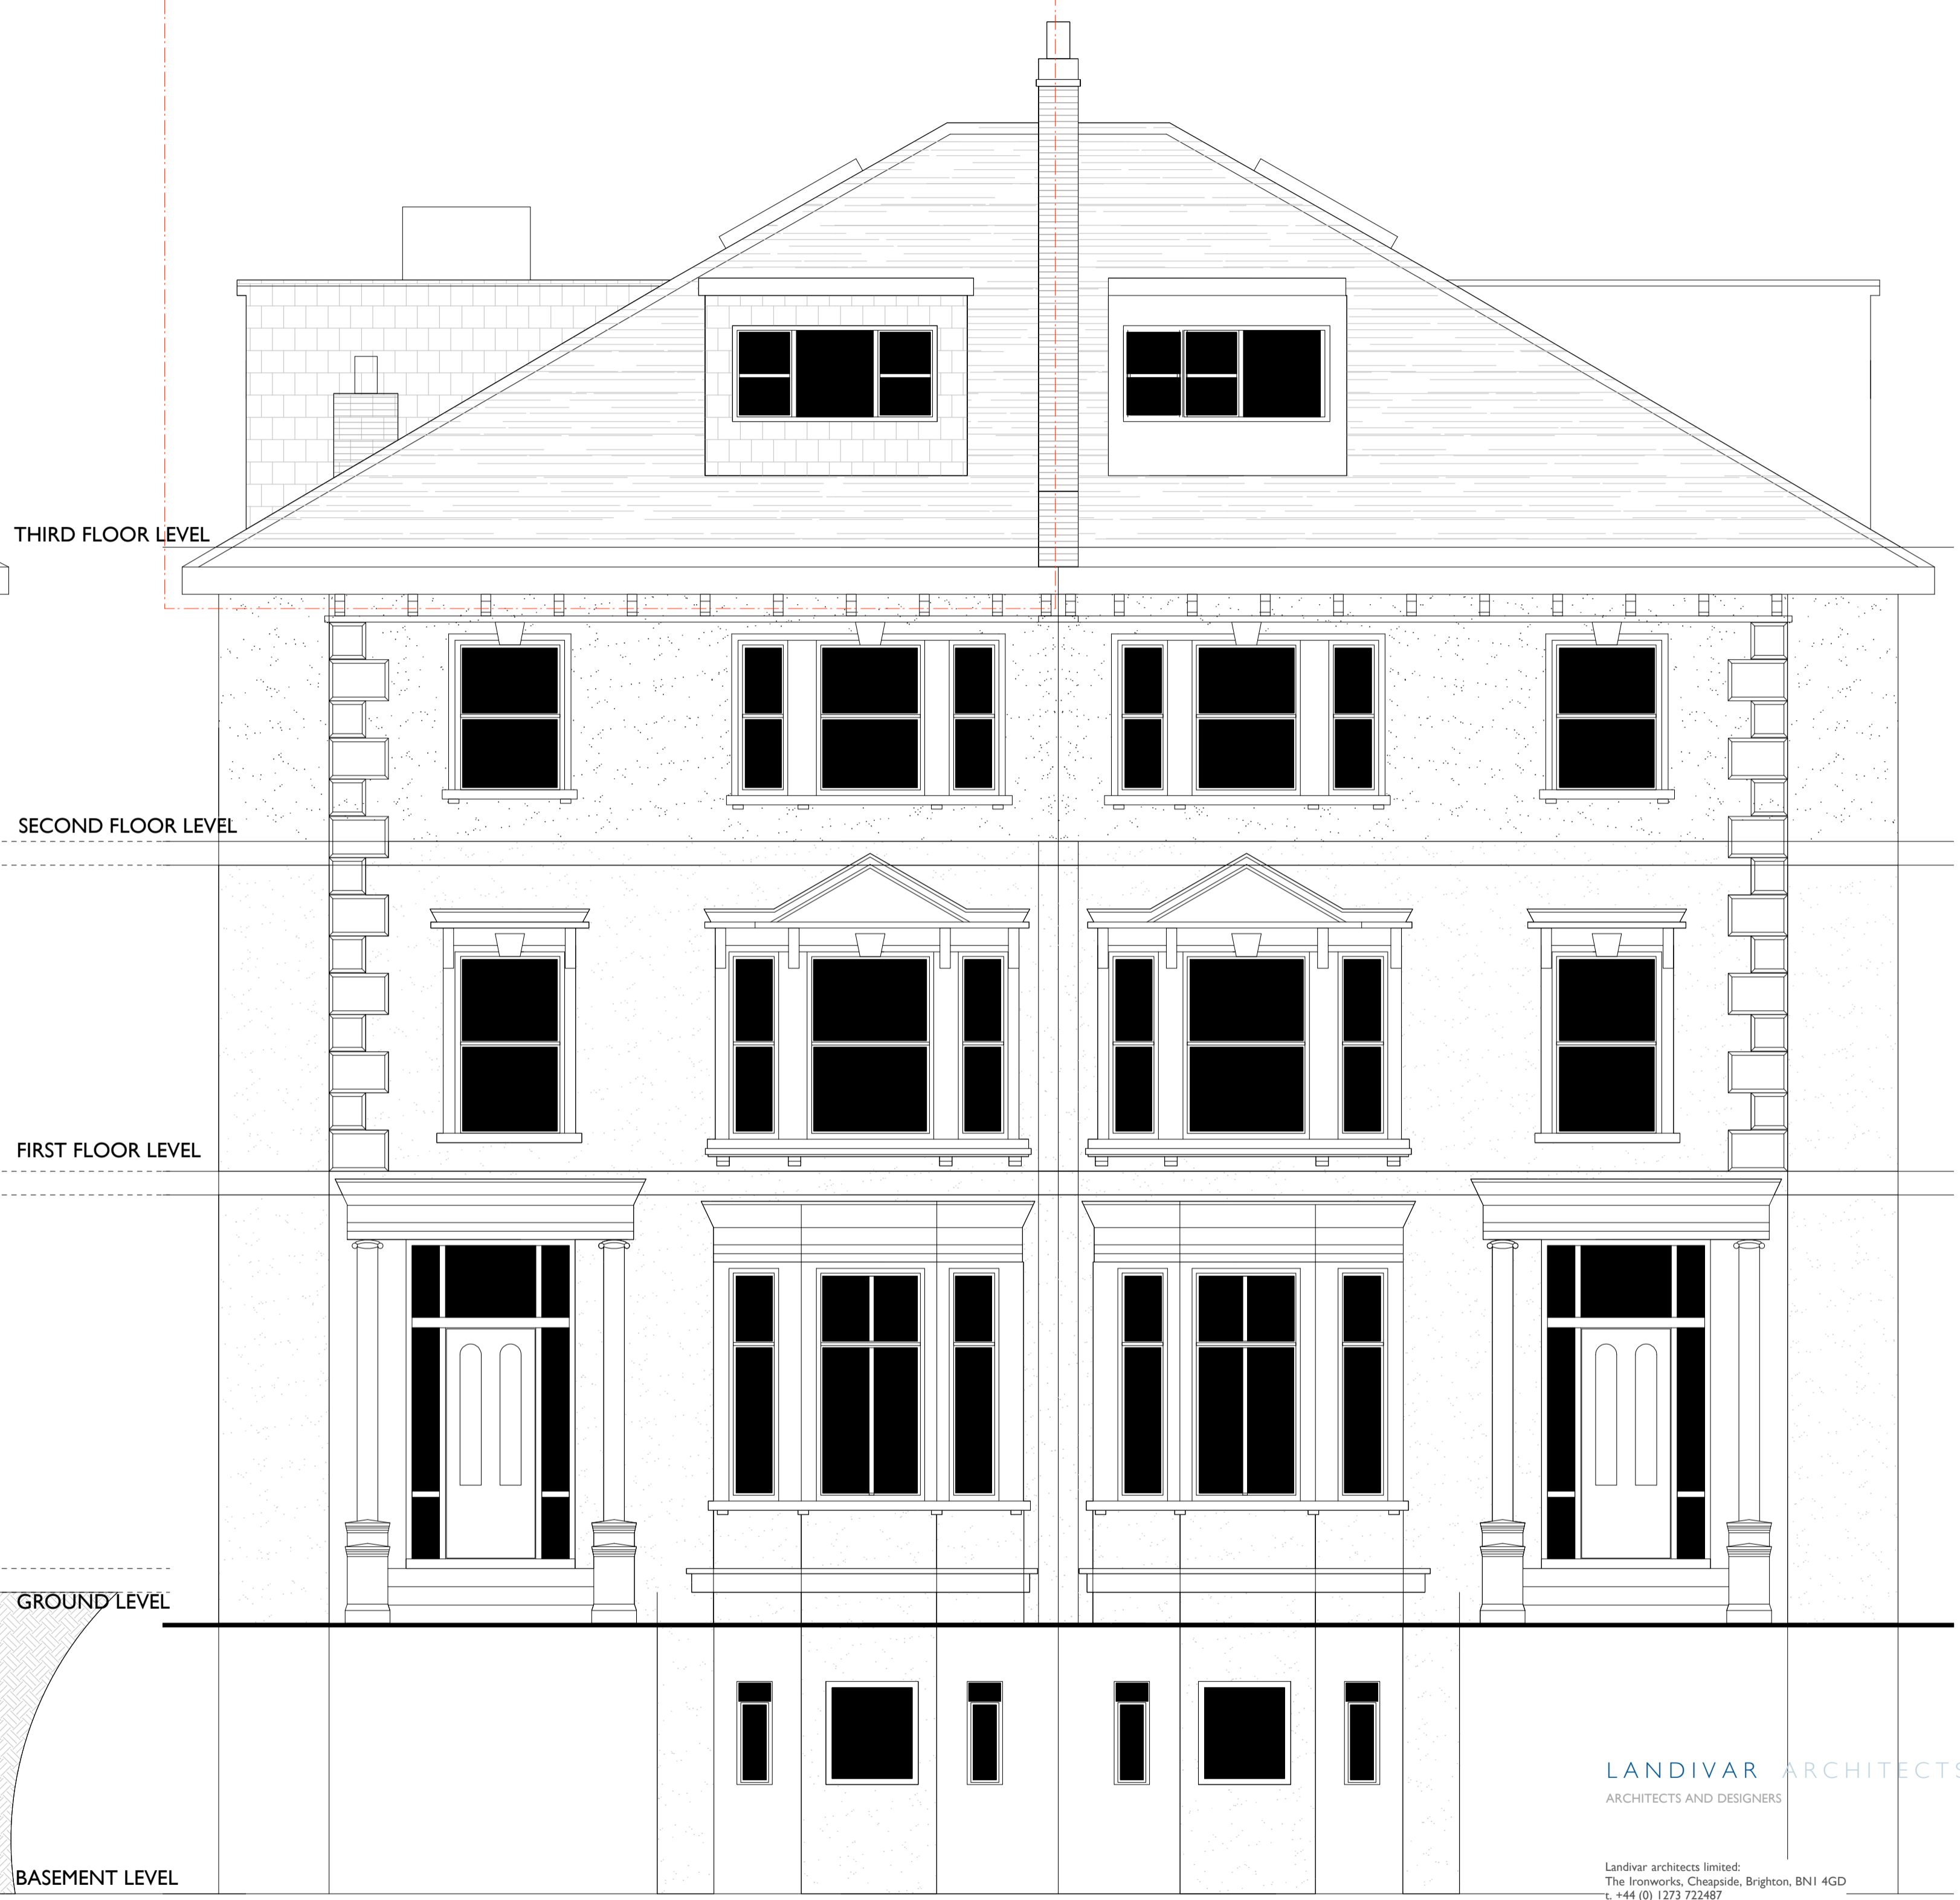 THIRD FLOOR LEVEL
SECOND FLOOR LEVEL
FIRST FLOOR LEVEL
GROUND LEVEL
BASEMENT LEVEL
LANDIVAR ARCHITECTS
ARCHITECTS AND DESIGNERS
Landivar architects limited:
The Ironworks, Cheapside, Brighton, BN1 4GD
t. +44 (0) 1273 722487